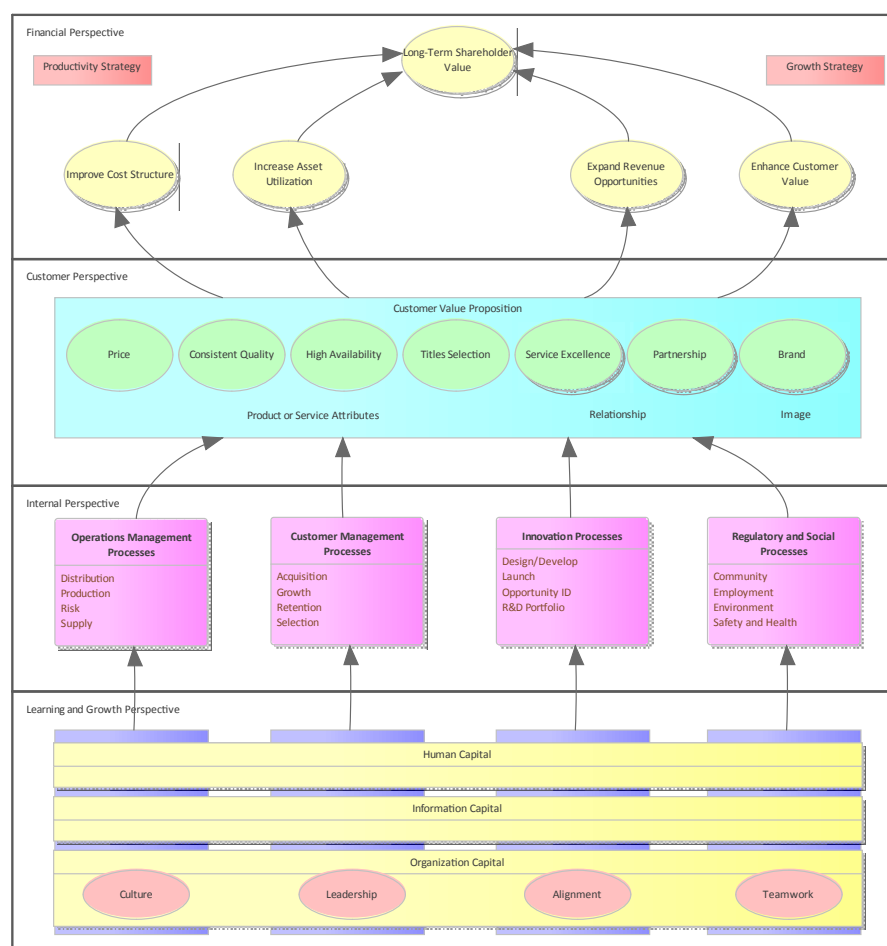 Financial Perspective
Productivity Strategy
Long-Term Shareholder
Value
Growth Strategy
Improve Cost Structure
Increase Asset
Utilization
Expand Revenue
Opportunities
Enhance Customer
Value
Customer Perspective
Customer Value Proposition
Price
Consistent Quality
High Availability
Titles Selection
Service Excellence
Partnership
Brand
Product or Service Attributes
Relationship
Image
Internal Perspective
Operations Management
Processes
Distribution
Production
Risk
Supply
Customer Management
Processes
Acquisition
Growth
Retention
Selection
Innovation Processes
Design/Develop
Launch
Opportunity ID
R&D Portfolio
Regulatory and Social
Processes
Community
Employment
Environment
Safety and Health
Learning and Growth Perspective
Human Capital
Information Capital
Organization Capital
Culture
Leadership
Alignment
Teamwork